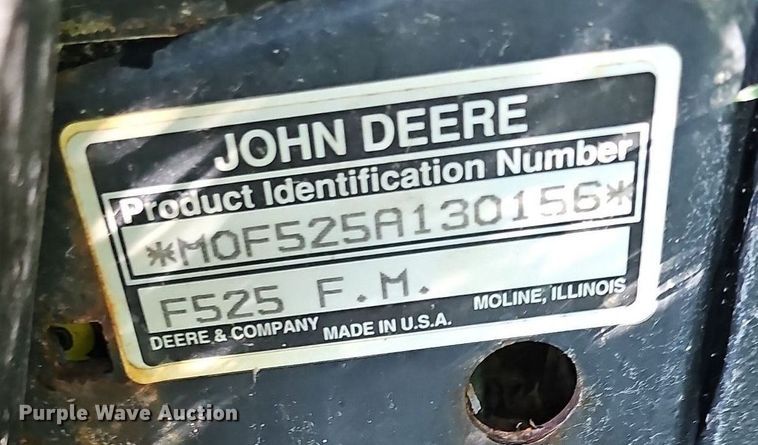 JOHN DEERE
Product Identification Number
*M0F525A130156*
F525 F.M.
DEERE & COMPANY MADE IN U.S.A. MOLINE, ILLINOIS
Purple Wave Auction